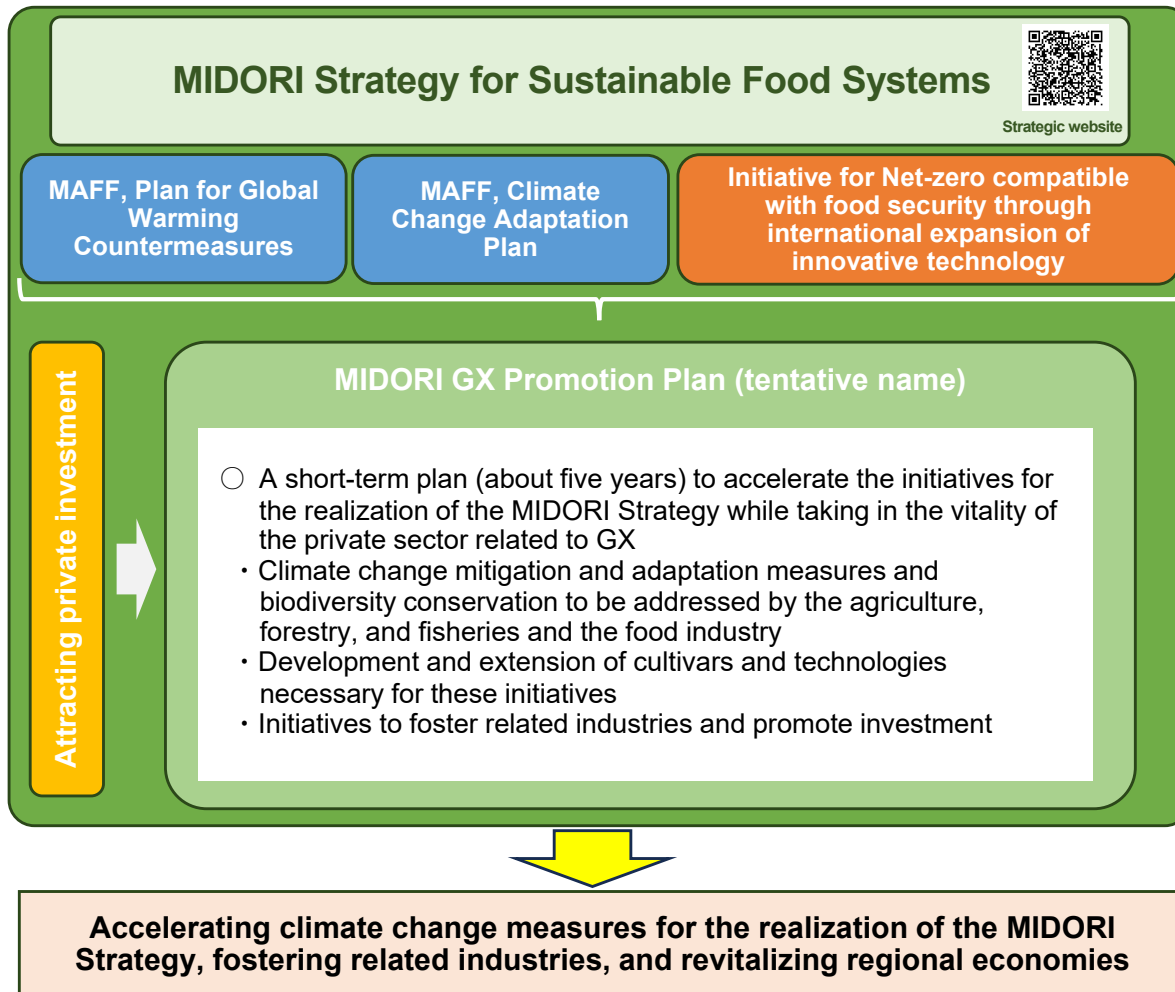 MIDORI Strategy for Sustainable Food Systems
Strategic website
MAFF, Plan for Global
Warming
Countermeasures
MAFF, Climate
Change Adaptation
Plan
Initiative for Net-zero compatible
with food security through
international expansion of
innovative technology
Attracting private investment
MIDORI GX Promotion Plan (tentative name)
○ A short-term plan (about five years) to accelerate the initiatives for
the realization of the MIDORI Strategy while taking in the vitality of
the private sector related to GX
・Climate change mitigation and adaptation measures and
biodiversity conservation to be addressed by the agriculture,
forestry, and fisheries and the food industry
・Development and extension of cultivars and technologies
necessary for these initiatives
・Initiatives to foster related industries and promote investment
Accelerating climate change measures for the realization of the MIDORI
Strategy, fostering related industries, and revitalizing regional economies